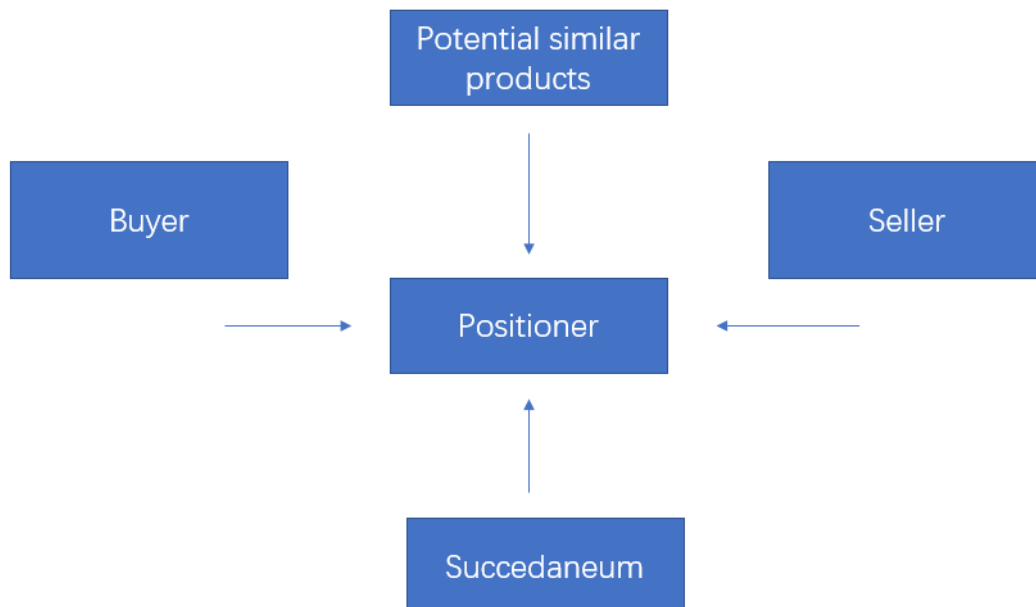 Potential similar
products
Buyer
Seller
Positioner
Succedaneum